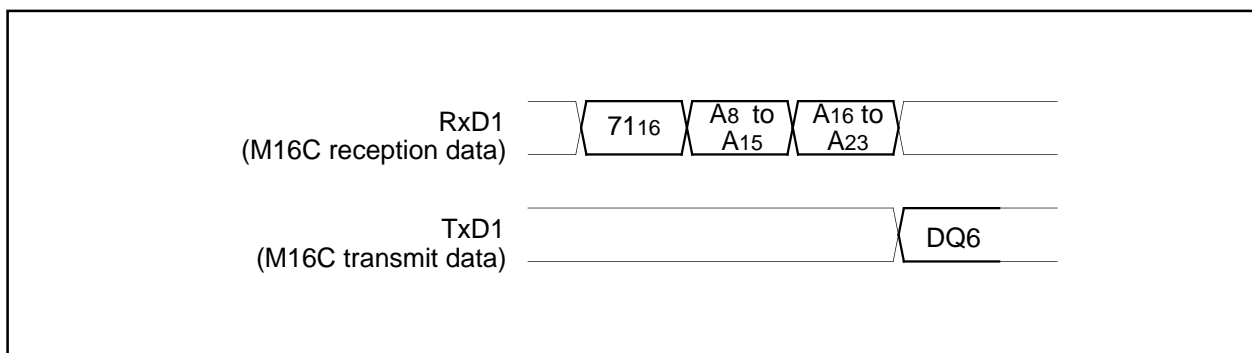 RxD1
(M16C reception data)
7116
A8 to
A15
A16 to
A23
TxD1
(M16C transmit data)
DQ6